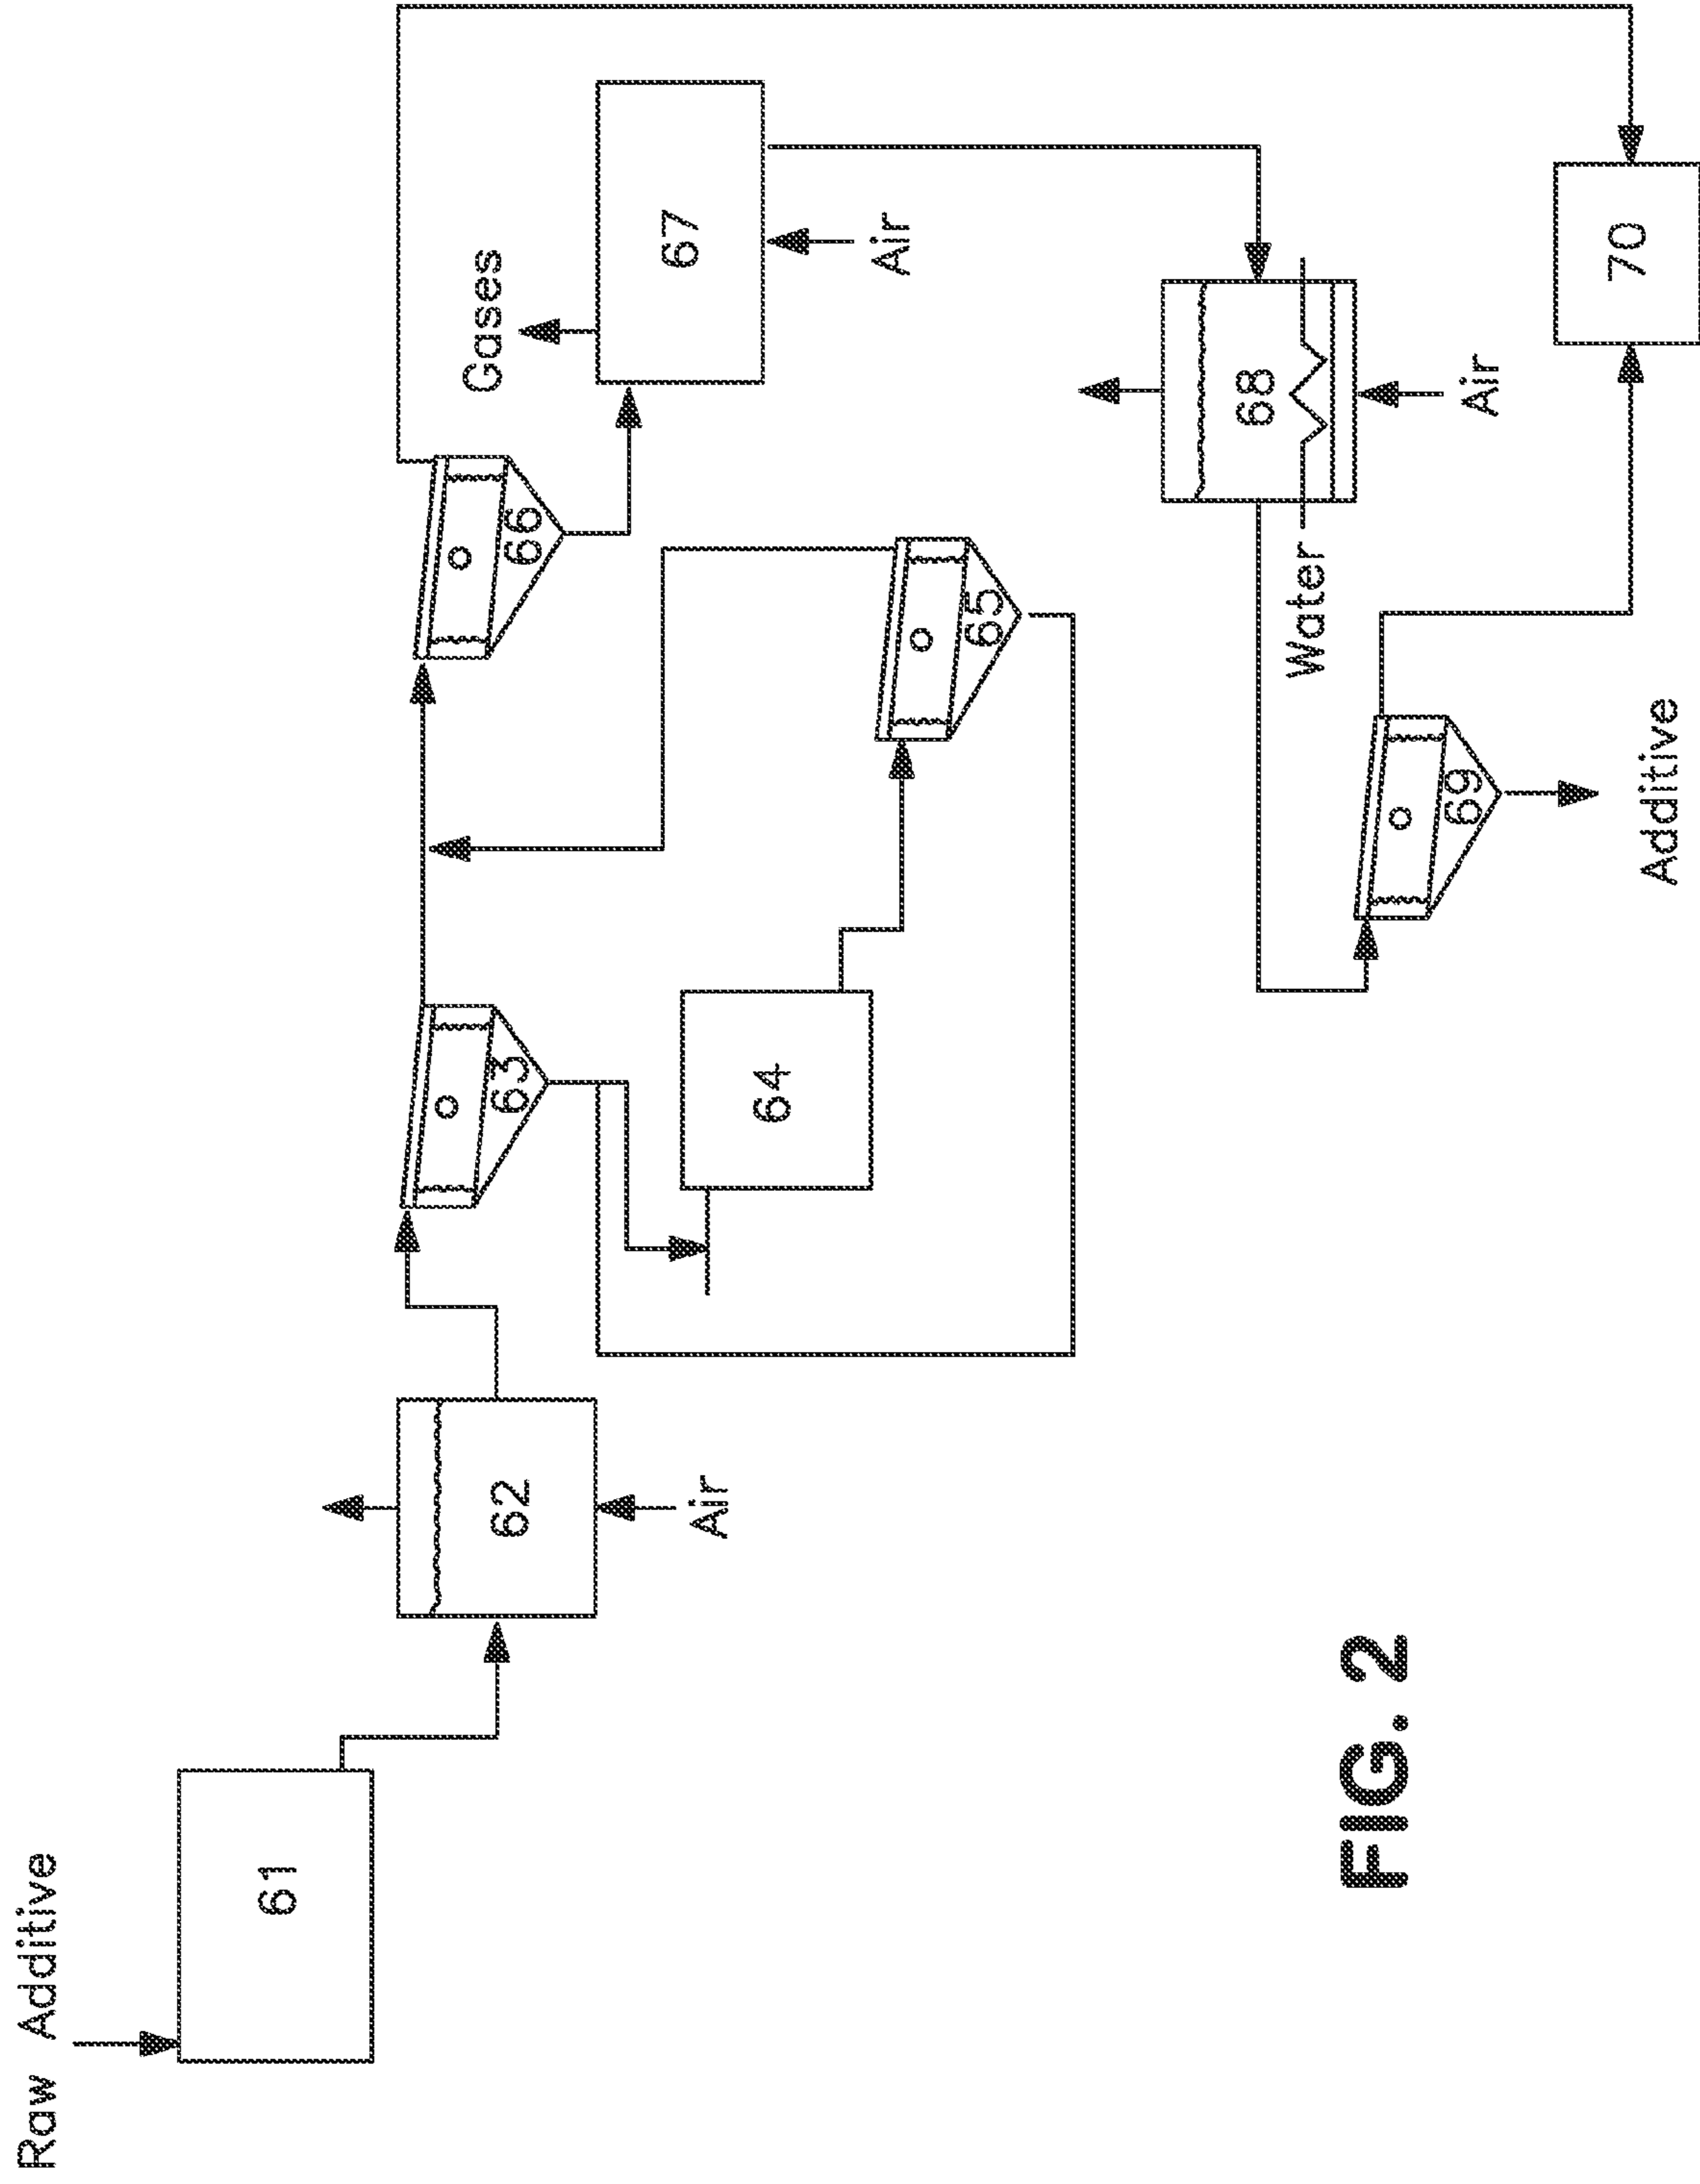 Raw Additive
61
62
Air
63
64
65
66
Gases
67
Air
68
Water
Air
69
Additive
70
FIG. 2